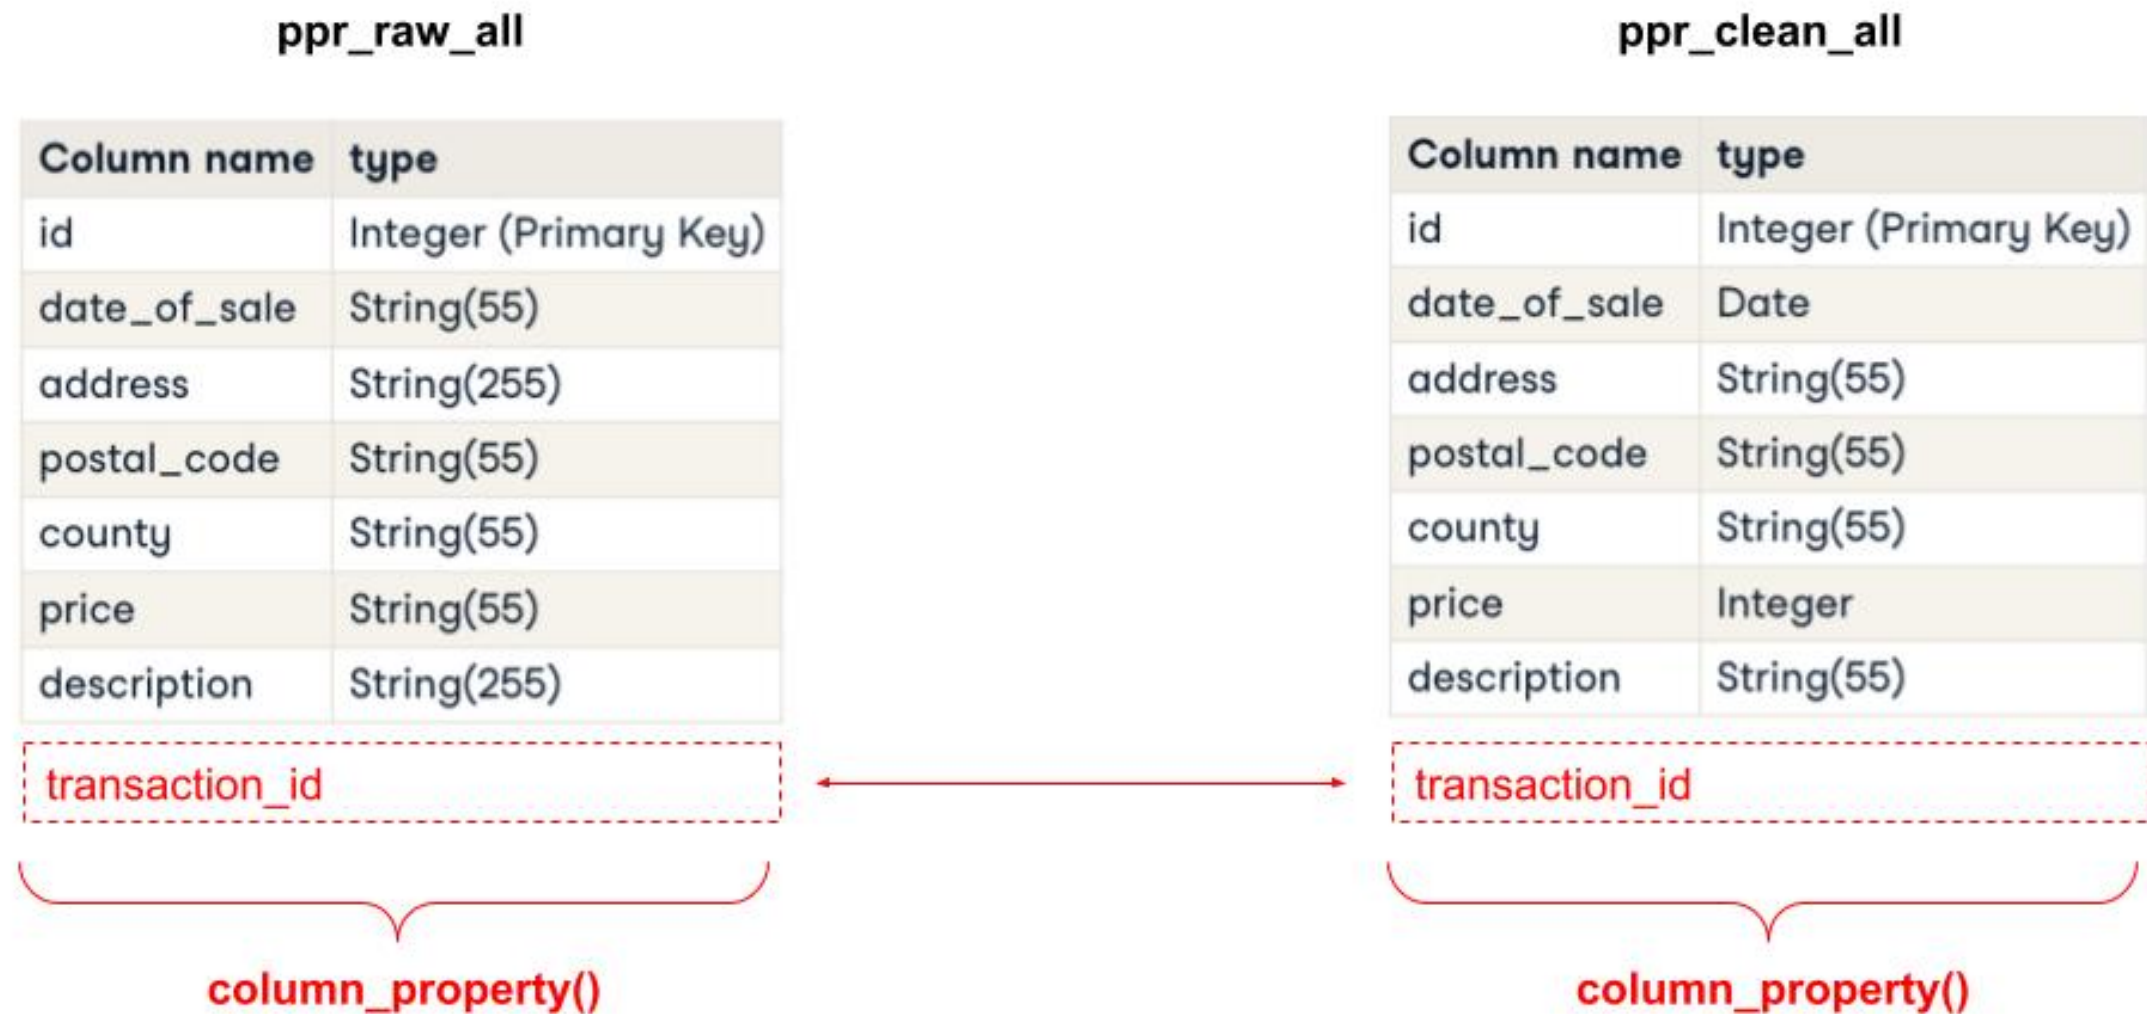 ppr_raw_all
Column name type
id Integer (Primary Key)
date_of_sale String(55)
address String(255)
postal_code String(55)
county String(55)
price String(55)
description String(255)
transaction_id
column_property()
ppr_clean_all
Column name type
id Integer (Primary Key)
date_of_sale Date
address String(55)
postal_code String(55)
county String(55)
price Integer
description String(55)
transaction_id
column_property()